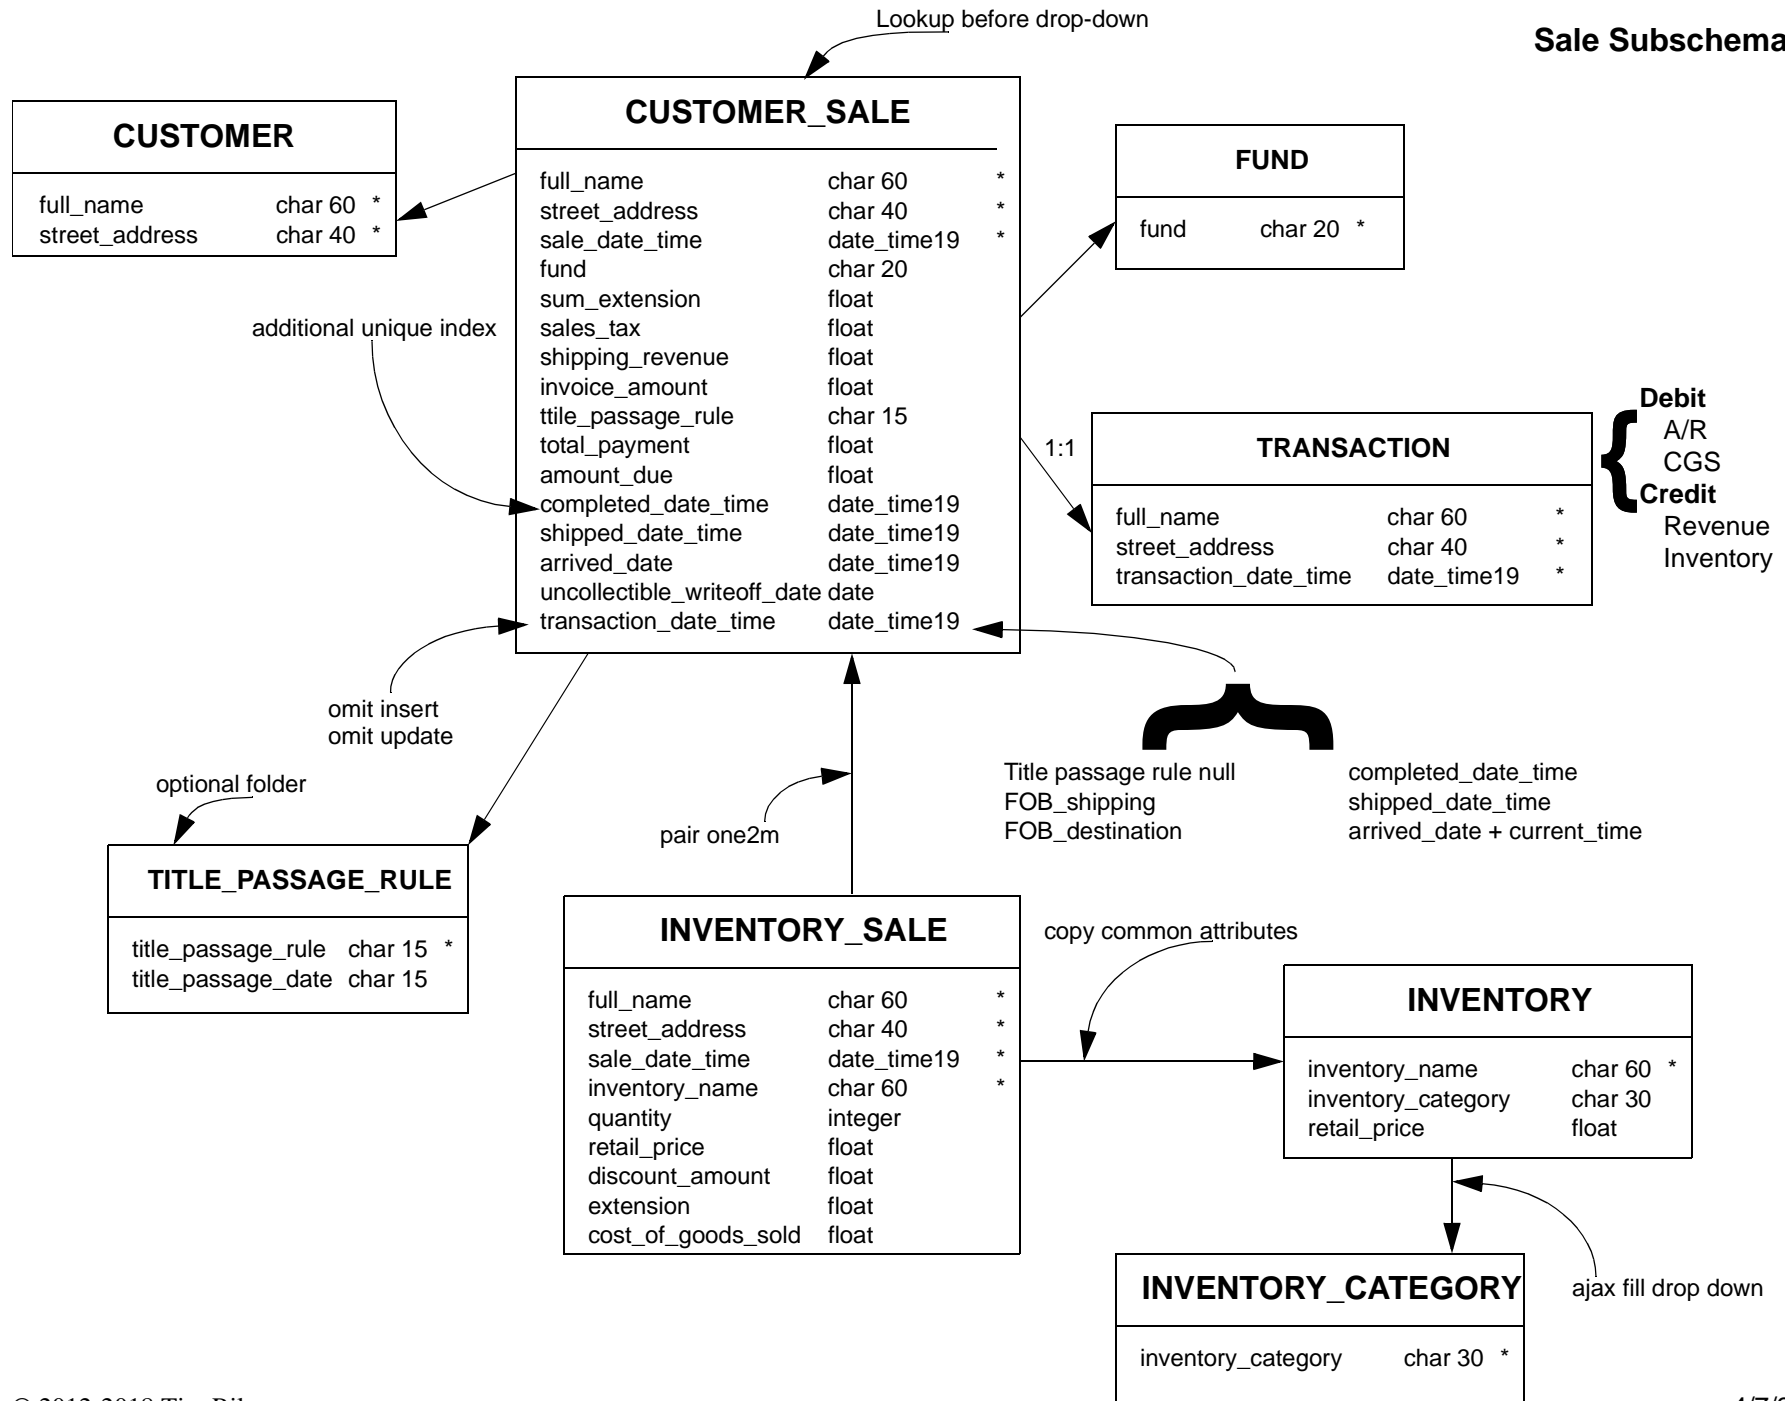 Lookup before drop-down
Sale Subschema
CUSTOMER
full_name char 60 *
street_address char 40 *
CUSTOMER_SALE
full_name char 60 *
street_address char 40 *
sale_date_time date_time19 *
fund char 20
sum_extension float
sales_tax float
shipping_revenue float
invoice_amount float
ttile_passage_rule char 15
total_payment float
amount_due float
completed_date_time date_time19
shipped_date_time date_time19
arrived_date date_time19
uncollectible_writeoff_date date
transaction_date_time date_time19
FUND
fund char 20 *
additional unique index
1:1
TRANSACTION
full_name char 60 *
street_address char 40 *
transaction_date_time date_time19 *
Debit
A/R
CGS
Credit
Revenue
Inventory
omit insert
omit update
optional folder
pair one2m
Title passage rule null completed_date_time
FOB_shipping shipped_date_time
FOB_destination arrived_date + current_time
TITLE_PASSAGE_RULE
title_passage_rule char 15 *
title_passage_date char 15
INVENTORY_SALE
full_name char 60 *
street_address char 40 *
sale_date_time date_time19 *
inventory_name char 60 *
quantity integer
retail_price float
discount_amount float
extension float
cost_of_goods_sold float
copy common attributes
INVENTORY
inventory_name char 60 *
inventory_category char 30
retail_price float
ajax fill drop down
INVENTORY_CATEGORY
inventory_category char 30 *